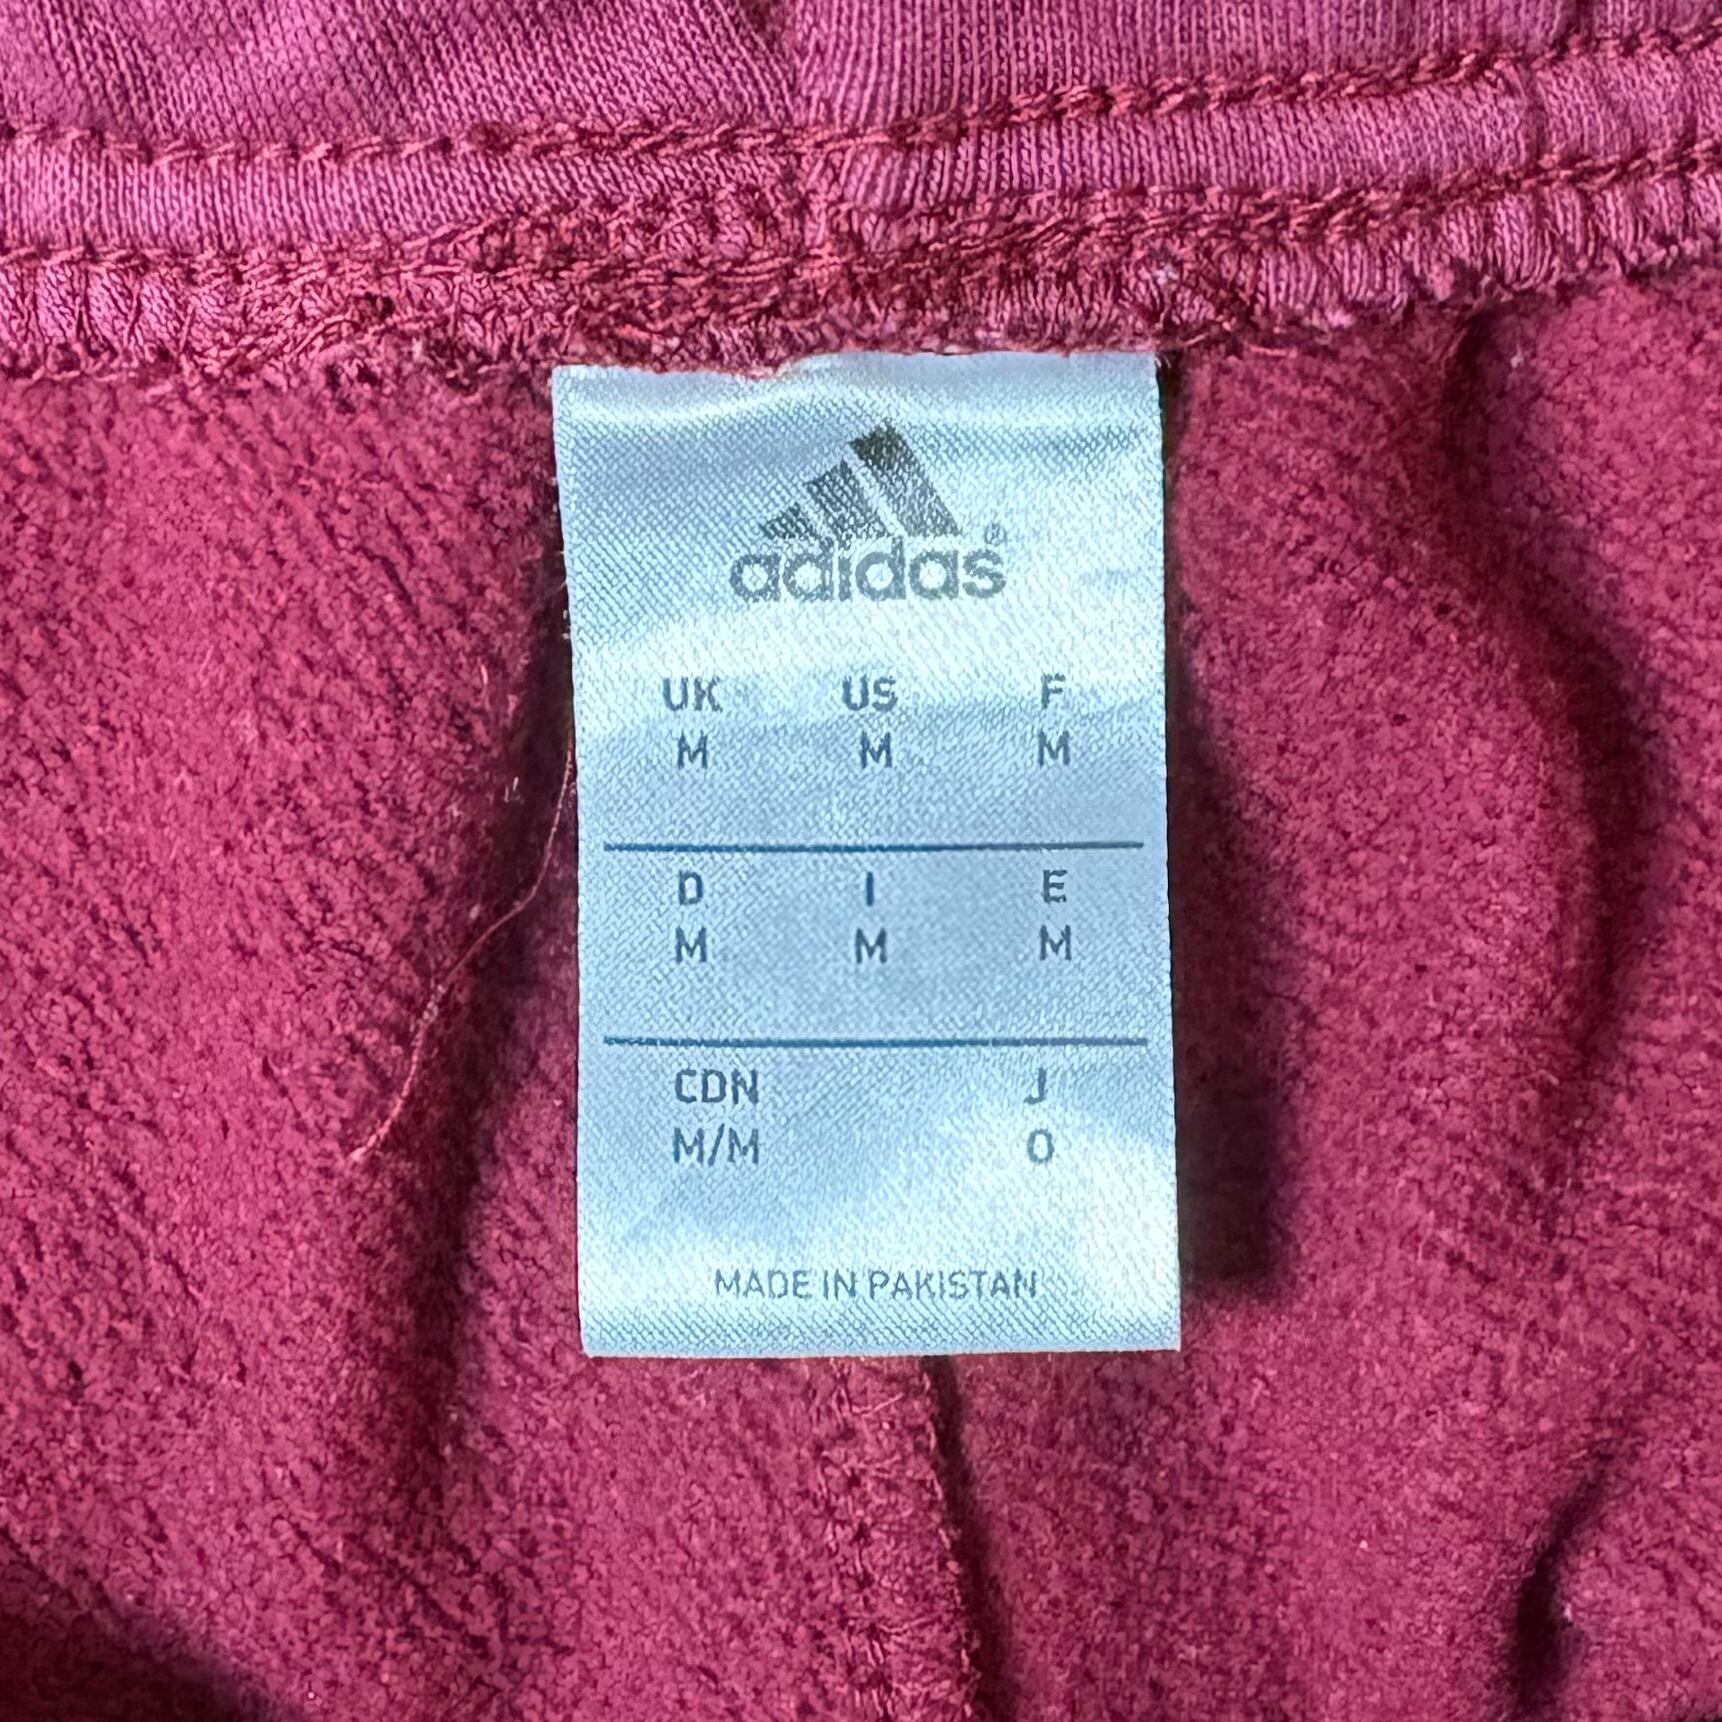 adidas®
UK US F
M M M
D I E
M M M
CDN J
M/M O
MADE IN PAKISTAN